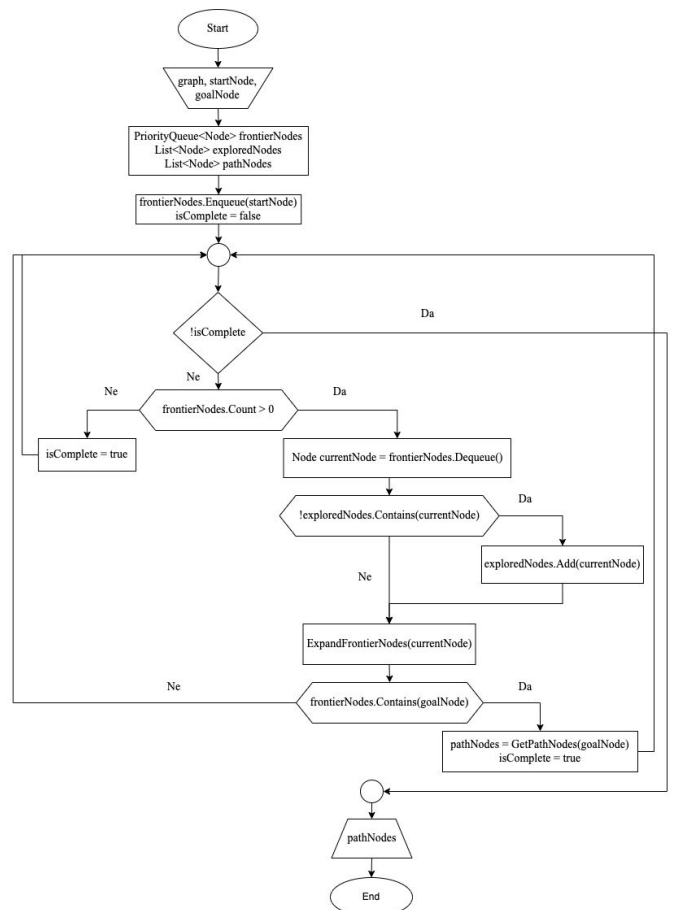 Start
graph, startNode,
goalNode
PriorityQueue<Node> frontierNodes
List<Node> exploredNodes
List<Node> pathNodes
frontierNodes.Enqueue(startNode)
isComplete = false
!isComplete
Da
Ne
frontierNodes.Count > 0
Ne
Da
isComplete = true
Node currentNode = frontierNodes.Dequeue()
!exploredNodes.Contains(currentNode)
Da
exploredNodes.Add(currentNode)
Ne
ExpandFrontierNodes(currentNode)
frontierNodes.Contains(goalNode)
Ne
Da
pathNodes = GetPathNodes(goalNode)
isComplete = true
pathNodes
End